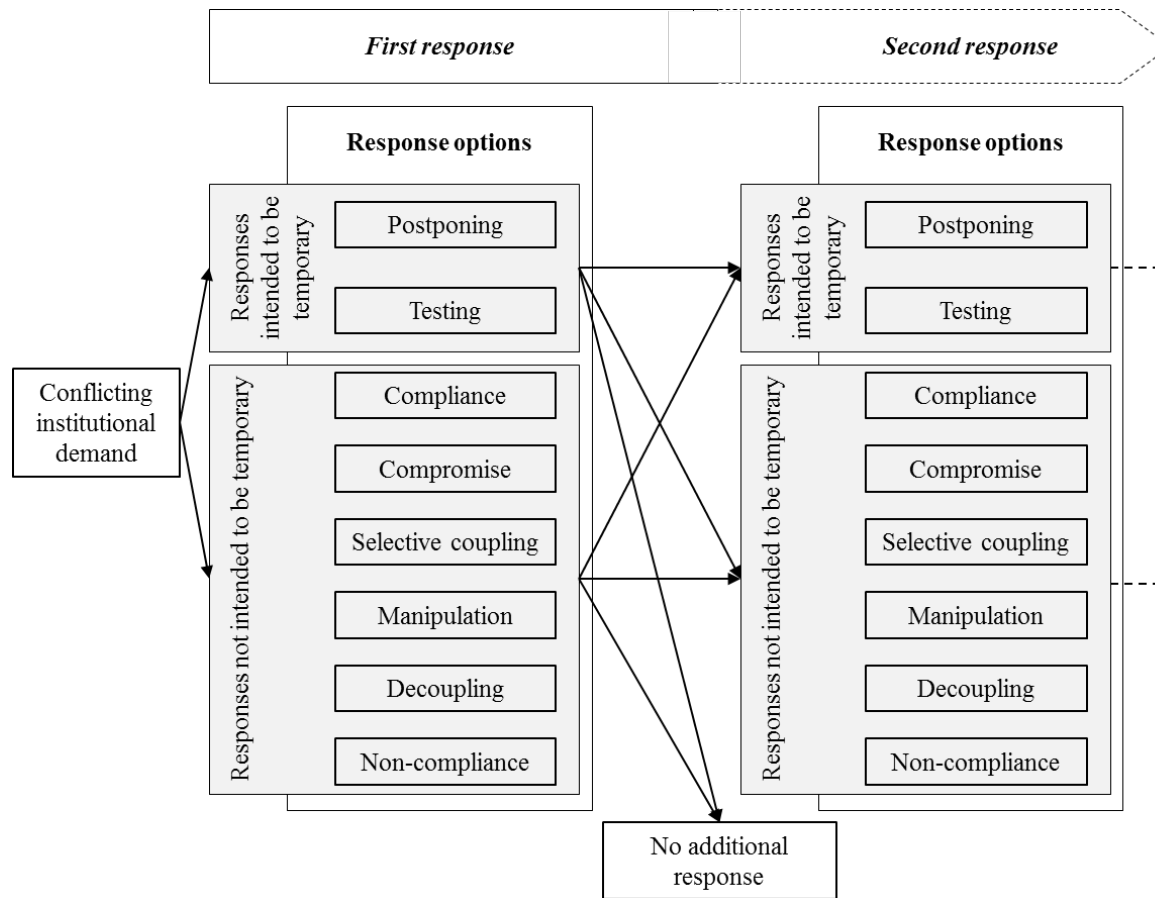 First response
Second response
Response options
Response options
Responses
intended to be
temporary
Postponing
Testing
Responses
intended to be
temporary
Postponing
Testing
Conflicting
institutional
demand
Responses not intended to be temporary
Compliance
Compromise
Selective coupling
Manipulation
Decoupling
Non-compliance
Responses not intended to be temporary
Compliance
Compromise
Selective coupling
Manipulation
Decoupling
Non-compliance
No additional
response